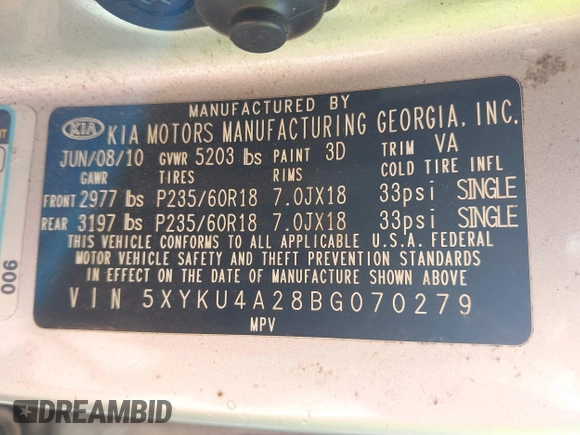 MANUFACTURED BY
KIA KIA MOTORS MANUFACTURING GEORGIA, INC.
JUN/08/10 GVWR 5203 lbs PAINT 3D TRIM VA
GAWR TIRES RIMS COLD TIRE INFL
FRONT 2977 lbs P235/60R18 7.0JX18 33psi SINGLE
REAR 3197 lbs P235/60R18 7.0JX18 33psi SINGLE
THIS VEHICLE CONFORMS TO ALL APPLICABLE U.S.A. FEDERAL
MOTOR VEHICLE SAFETY AND THEFT PREVENTION STANDARDS
IN EFFECT ON THE DATE OF MANUFACTURE SHOWN ABOVE
VIN 5XYKU4A28BG070279
MPV
006
DREAMBID